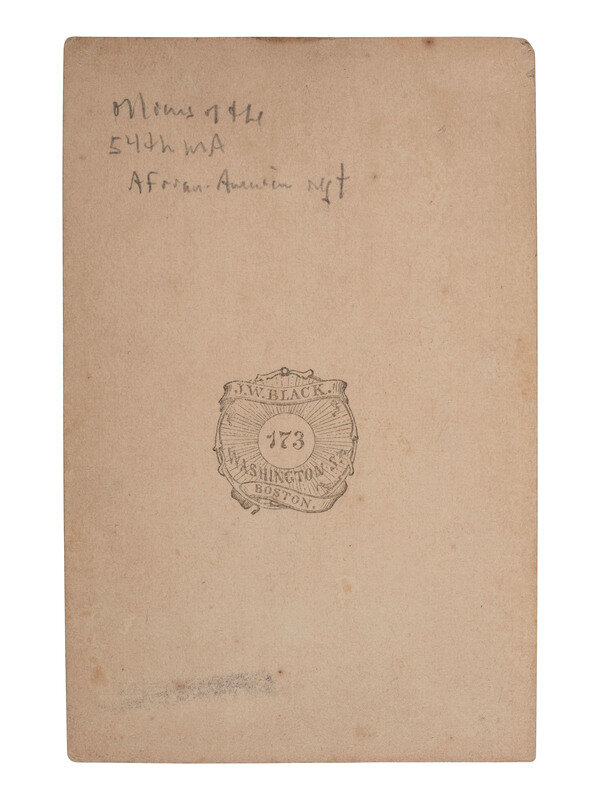 officers of the
54th MA
African-American regt
J.W. BLACK.
173
WASHINGTON St.
BOSTON.